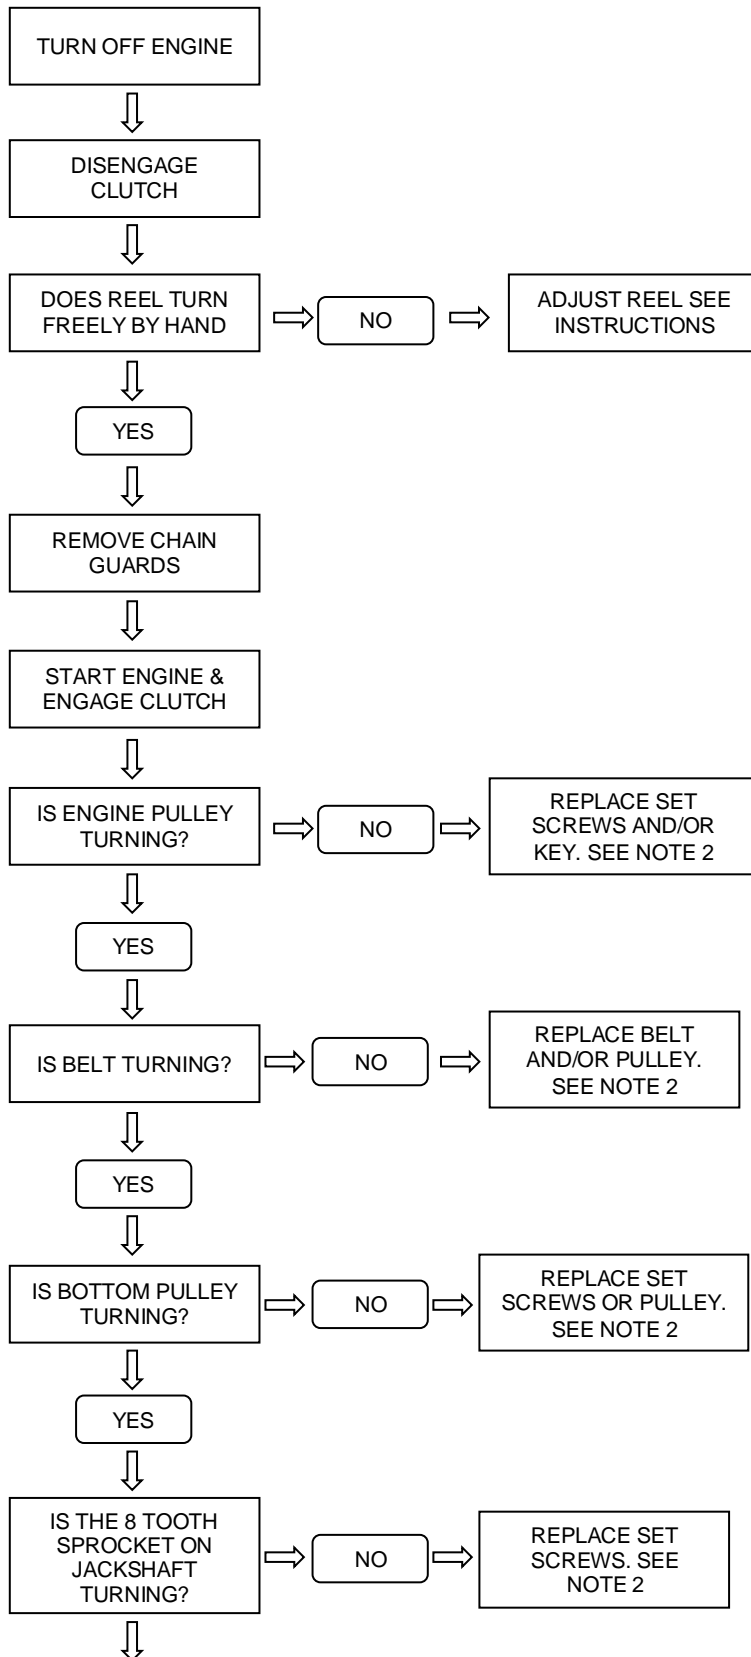 TURN OFF ENGINE
DISENGAGE
CLUTCH
DOES REEL TURN
FREELY BY HAND
NO
ADJUST REEL SEE
INSTRUCTIONS
YES
REMOVE CHAIN
GUARDS
START ENGINE &
ENGAGE CLUTCH
IS ENGINE PULLEY
TURNING?
NO
REPLACE SET
SCREWS AND/OR
KEY. SEE NOTE 2
YES
IS BELT TURNING?
NO
REPLACE BELT
AND/OR PULLEY.
SEE NOTE 2
YES
IS BOTTOM PULLEY
TURNING?
NO
REPLACE SET
SCREWS OR PULLEY.
SEE NOTE 2
YES
IS THE 8 TOOTH
SPROCKET ON
JACKSHAFT
TURNING?
NO
REPLACE SET
SCREWS. SEE
NOTE 2